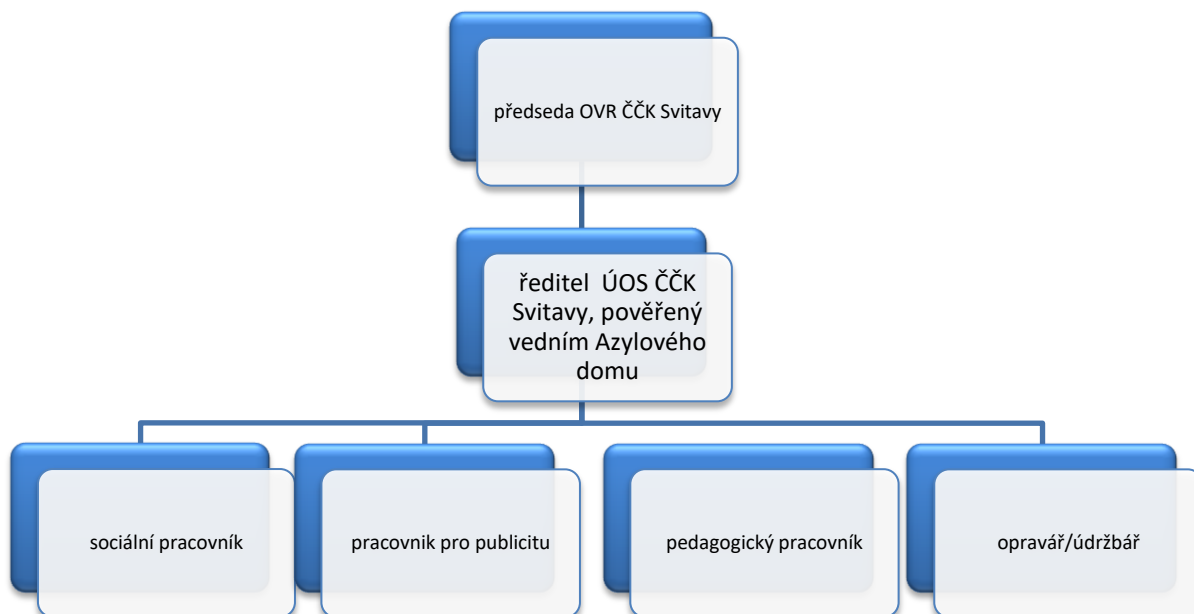 předseda OVR ČČK Svitavy
ředitel ÚOS ČČK
Svitavy, pověřený
vedním Azylového
domu
sociální pracovník
pracovnik pro publicitu
pedagogický pracovník
opravář/údržbář